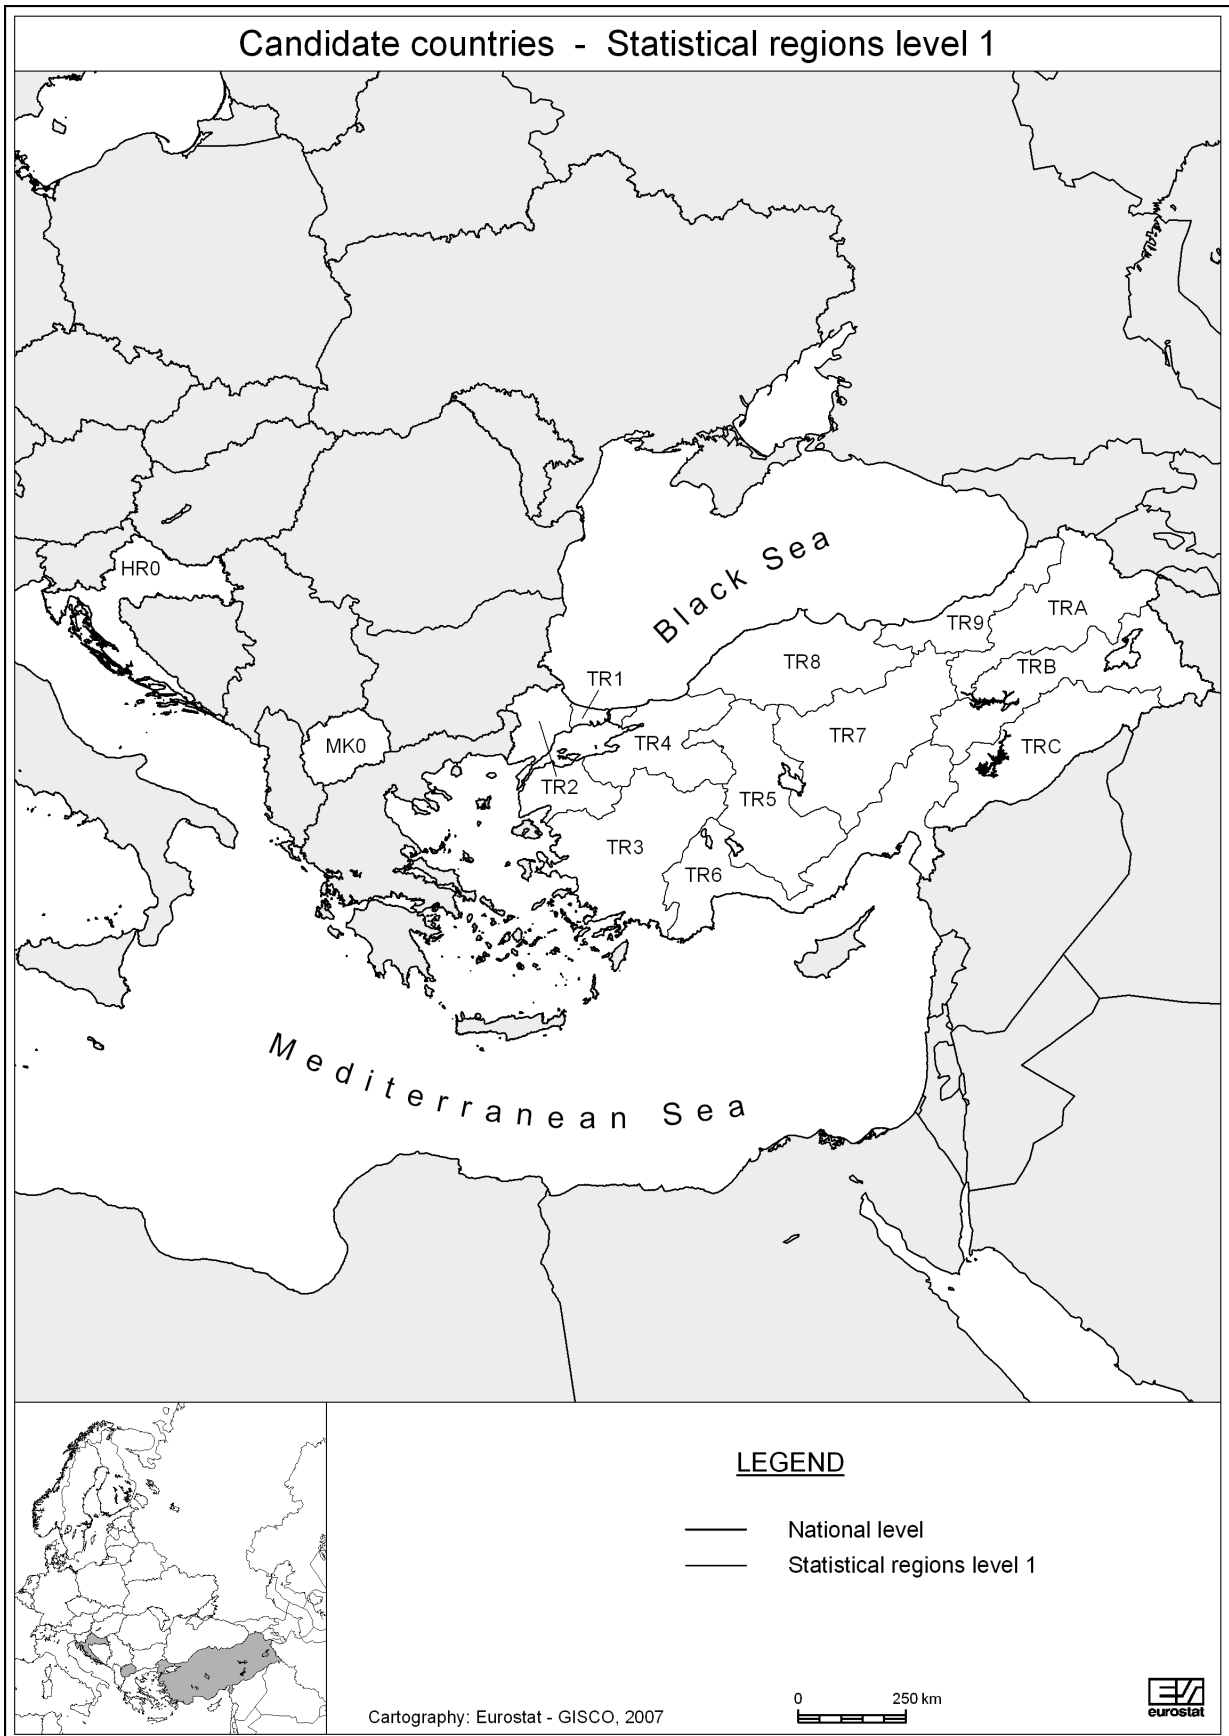 Candidate countries - Statistical regions level 1
Black Sea
HR0
TRA
TR9
TR8
TRB
TR1
MK0
TR4
TR7
TRC
TR2
TR5
TR3
TR6
Mediterranean Sea
LEGEND
National level
Statistical regions level 1
0 250 km
Cartography: Eurostat - GISCO, 2007
eurostat